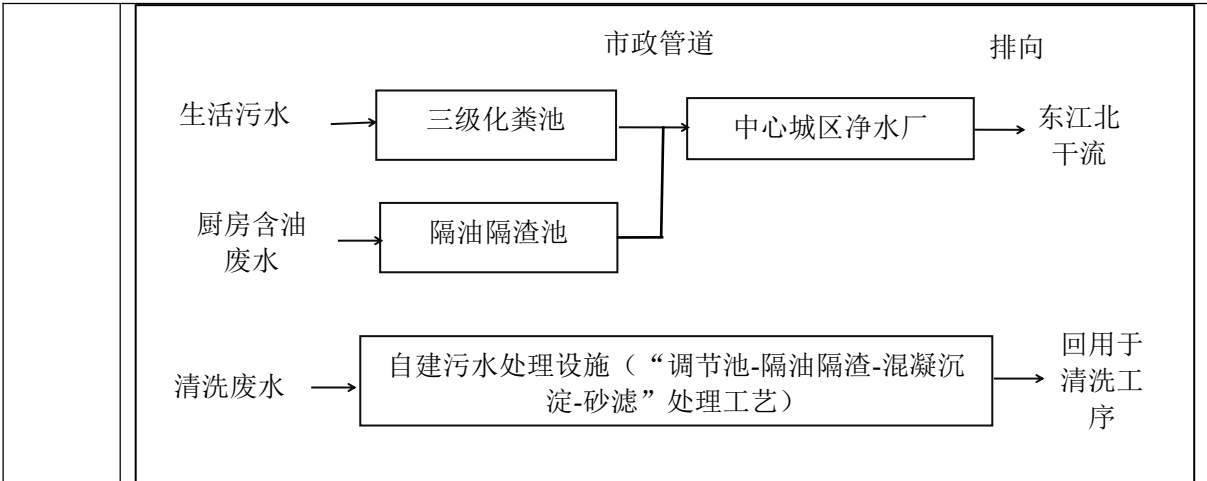 市政管道
排向
生活污水
三级化粪池
中心城区净水厂
东江北
干流
厨房含油
废水
隔油隔渣池
清洗废水
自建污水处理设施（“调节池-隔油隔渣-混凝沉
淀-砂滤”处理工艺）
回用于
清洗工
序